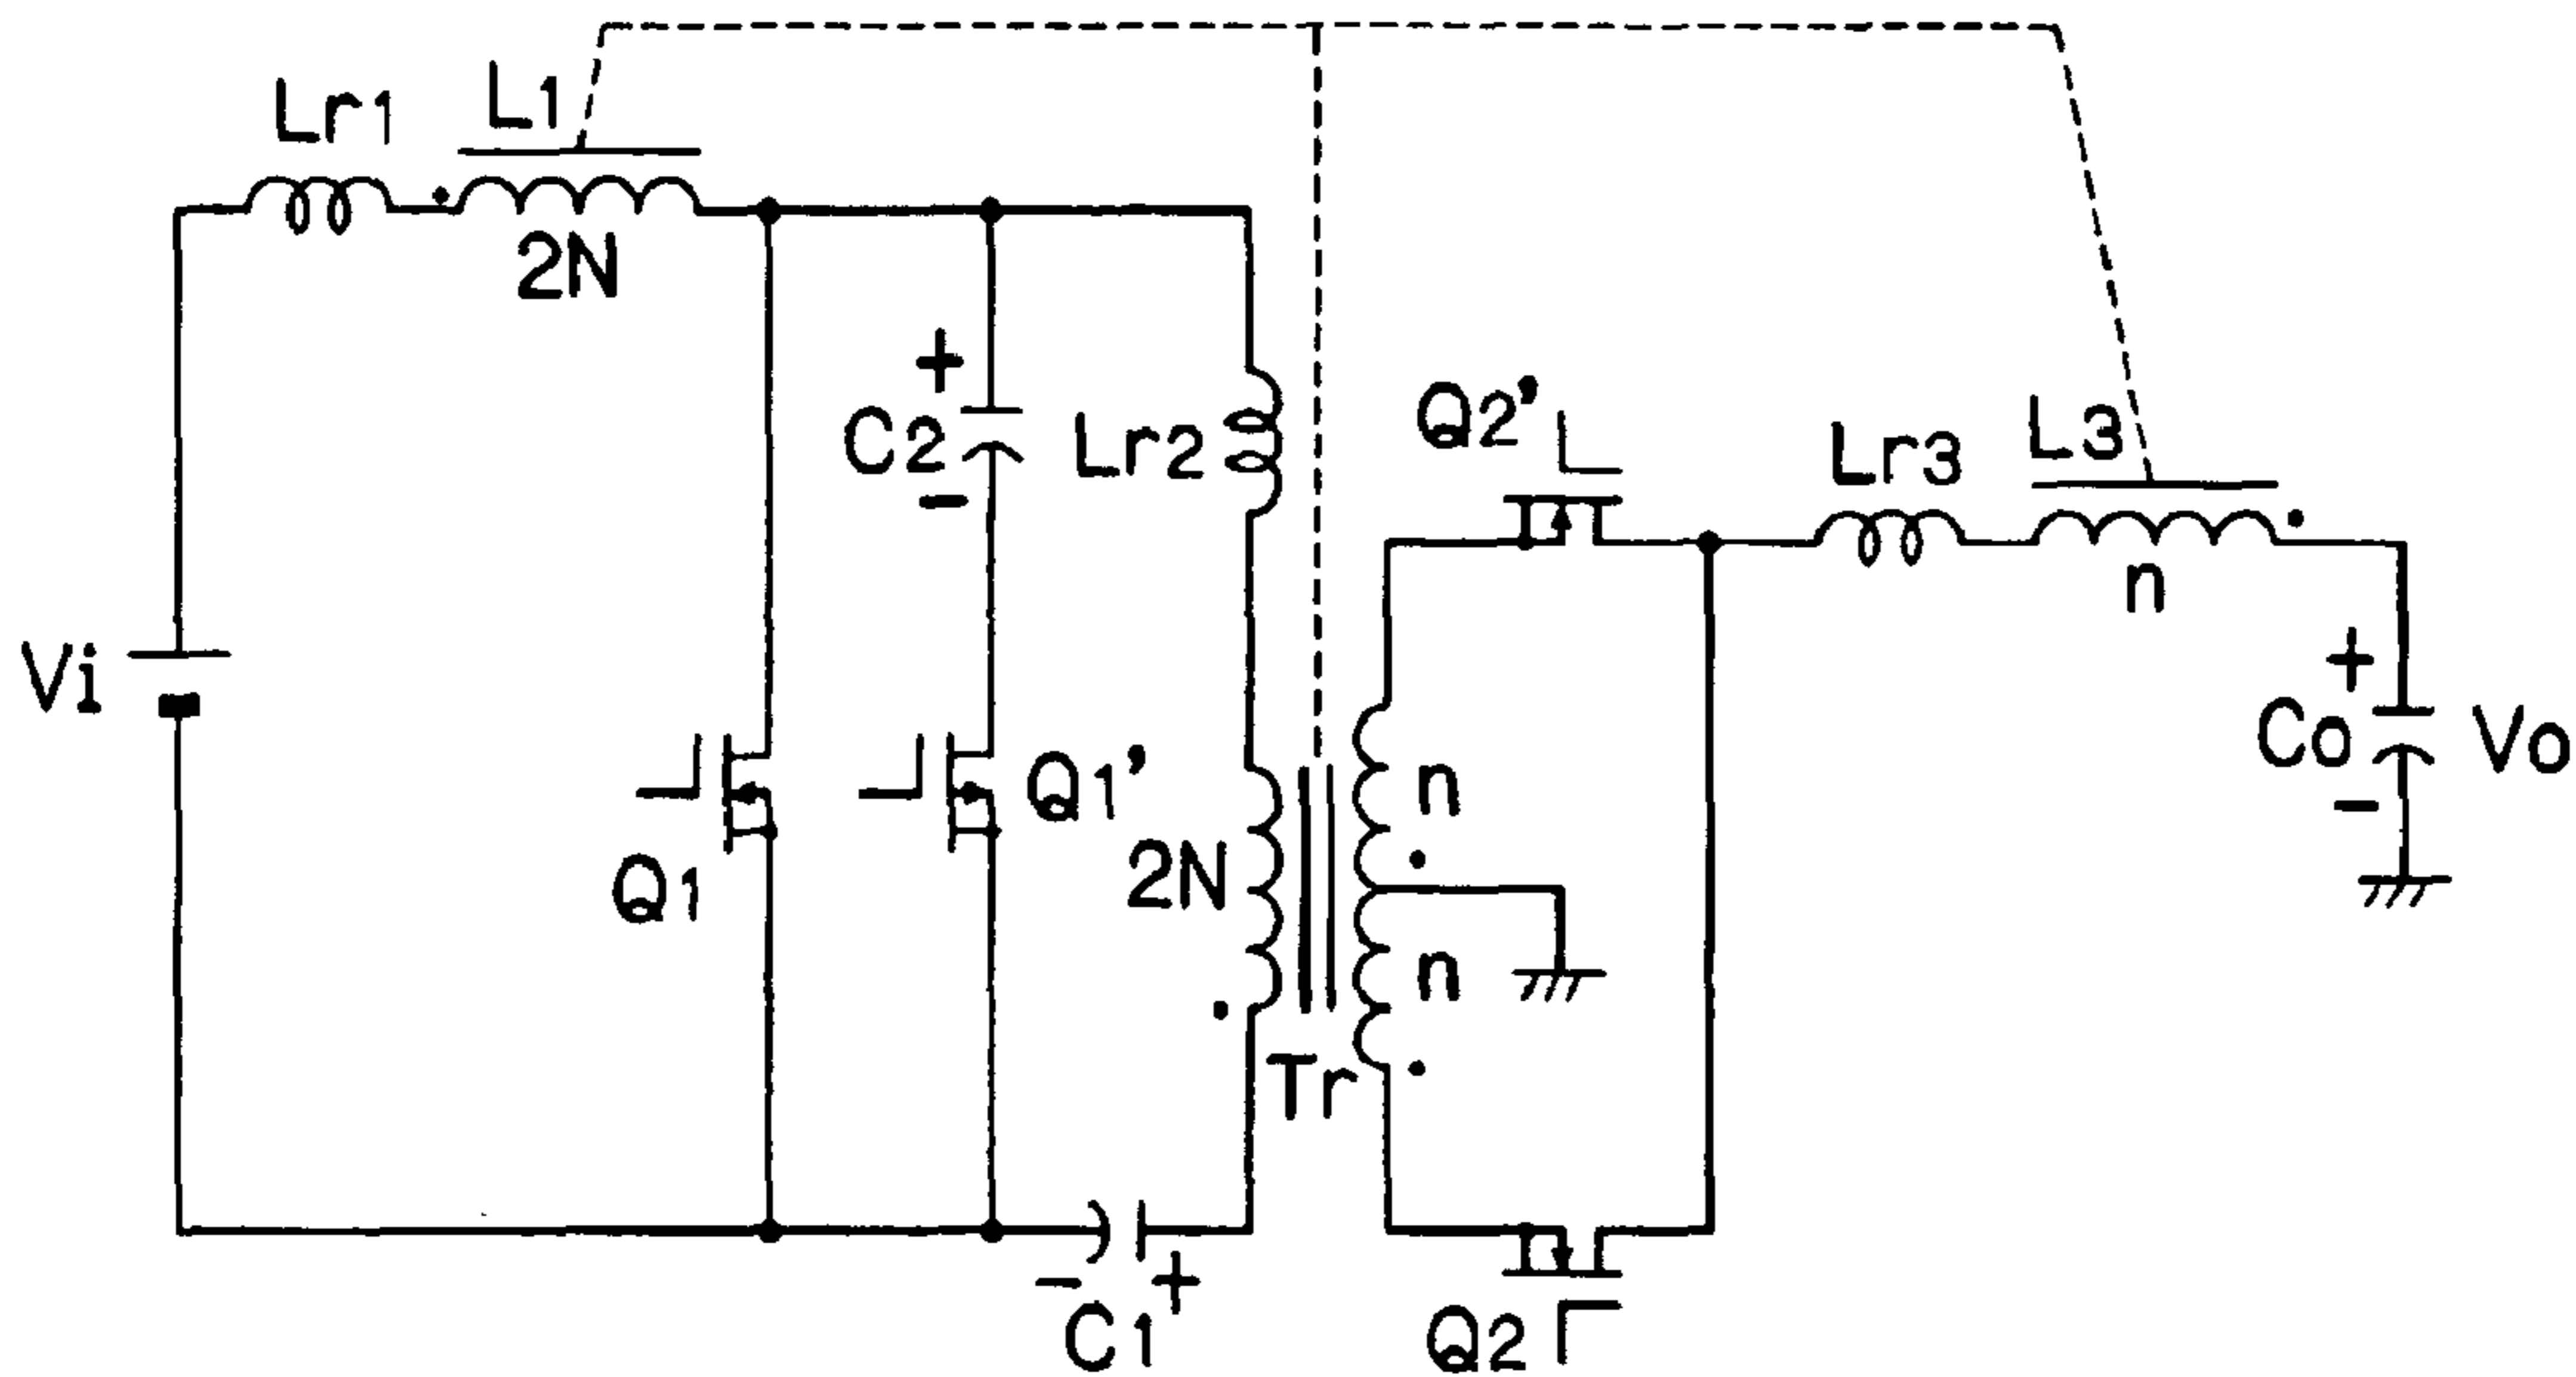 Lr1
L1
2N
+
C2
-
Lr2
Q2'
Lr3
L3
n
Vi
Q1
Q1'
2N
n
n
Tr
+
Co
-
Vo
- +
C1
Q2